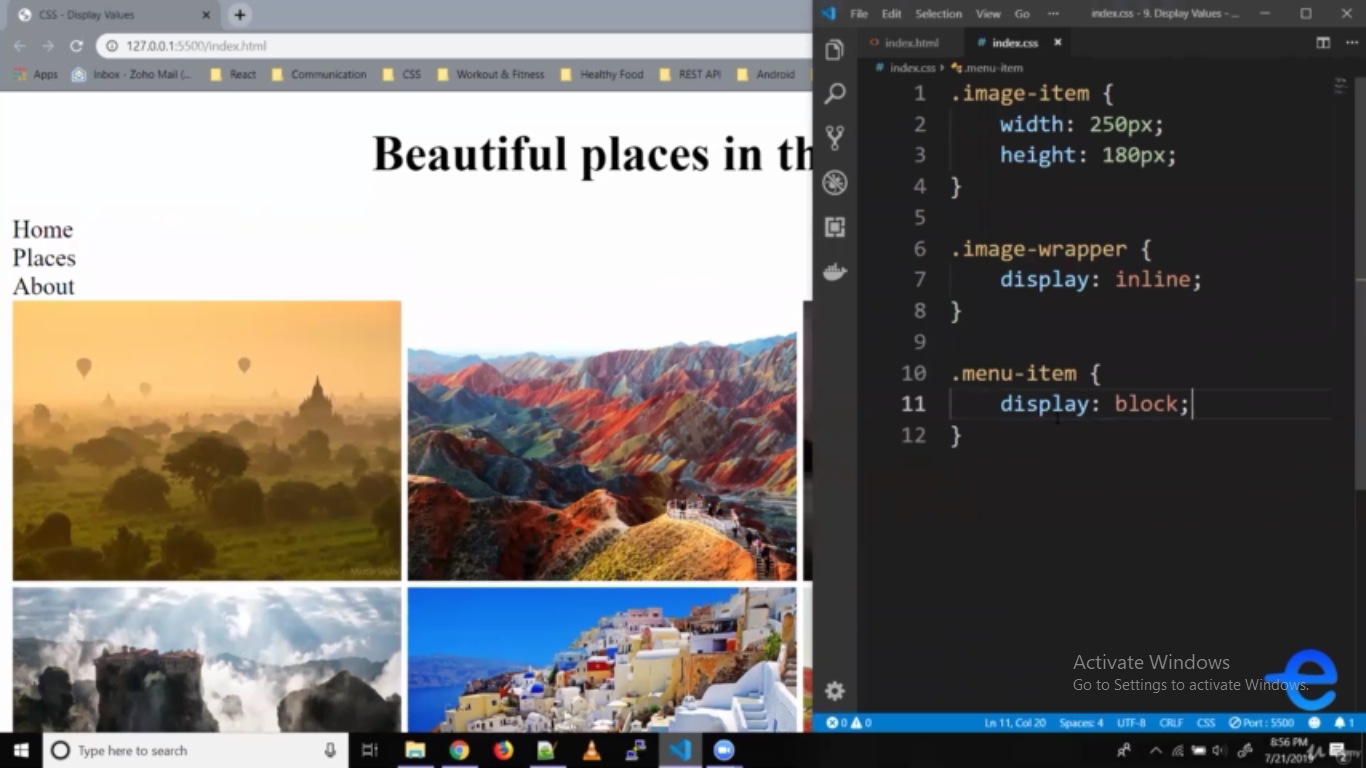 CSS - Display Values
File Edit Selection View Go ··· index.css - 9. Display Values - ...
127.0.0.1:5500/index.html
index.html index.css
Apps Inbox - Zoho Mail (... React Communication CSS Workout & Fitness Healthy Food REST API Android
index.css › .menu-item
Beautiful places in th
Home
Places
About
1 .image-item {
2 width: 250px;
3 height: 180px;
4 }
5
6 .image-wrapper {
7 display: inline;
8 }
9
10 .menu-item {
11 display: block;
12 }
Activate Windows
Go to Settings to activate Windows.
0 0 Ln 11, Col 20 Spaces: 4 UTF-8 CRLF CSS Port : 5500 1
Type here to search
8:56 PM